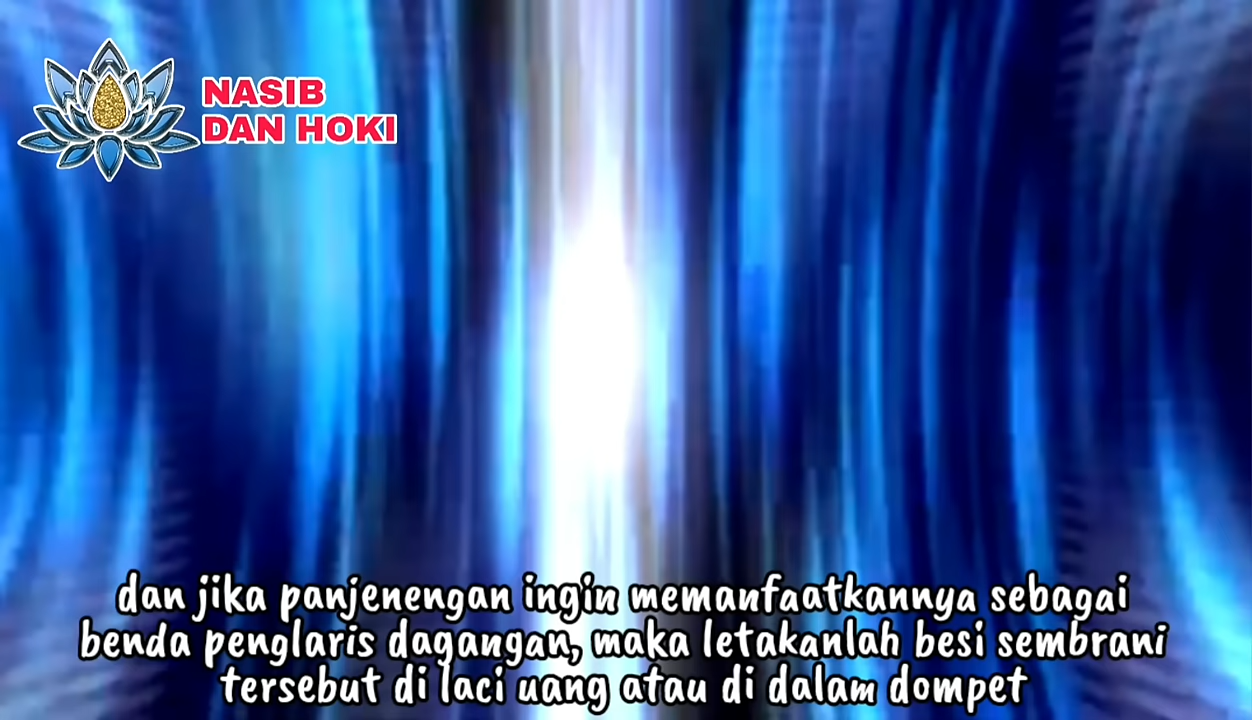 NASIB
DAN HOKI
dan jika panjenengan ingin memanfaatkannya sebagai
benda penglaris dagangan, maka letakanlah besi sembrani
tersebut di laci uang atau di dalam dompet